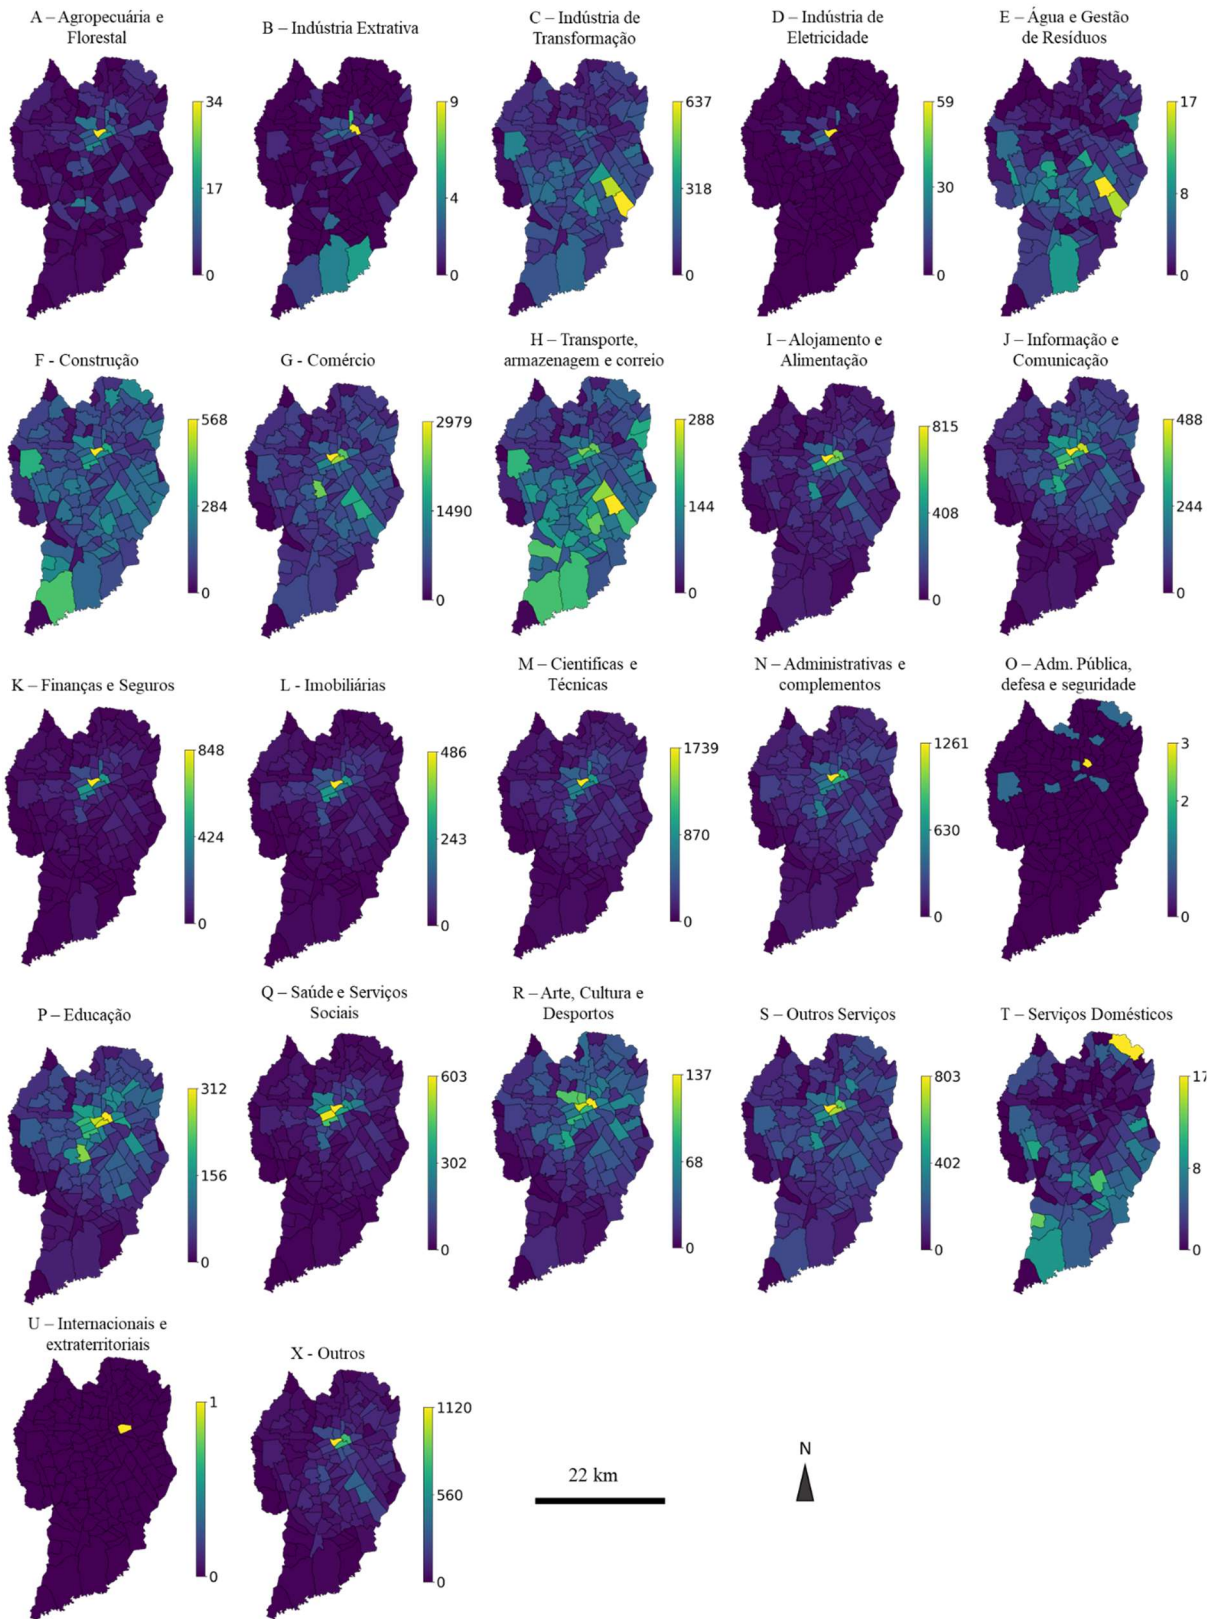 A – Agropecuária e
Florestal
34
17
0
B – Indústria Extrativa
9
4
0
C – Indústria de
Transformação
637
318
0
D – Indústria de
Eletricidade
59
30
0
E – Água e Gestão
de Resíduos
17
8
0
F - Construção
568
284
0
G - Comércio
2979
1490
0
H – Transporte,
armazenagem e correio
288
144
0
I – Alojamento e
Alimentação
815
408
0
J – Informação e
Comunicação
488
244
0
K – Finanças e Seguros
848
424
0
L - Imobiliárias
486
243
0
M – Cientificas e
Técnicas
1739
870
0
N – Administrativas e
complementos
1261
630
0
O – Adm. Pública,
defesa e seguridade
3
2
0
P – Educação
312
156
0
Q – Saúde e Serviços
Sociais
603
302
0
R – Arte, Cultura e
Desportos
137
68
0
S – Outros Serviços
803
402
0
T – Serviços Domésticos
17
8
0
U – Internacionais e
extraterritoriais
1
0
X - Outros
1120
560
0
22 km
N